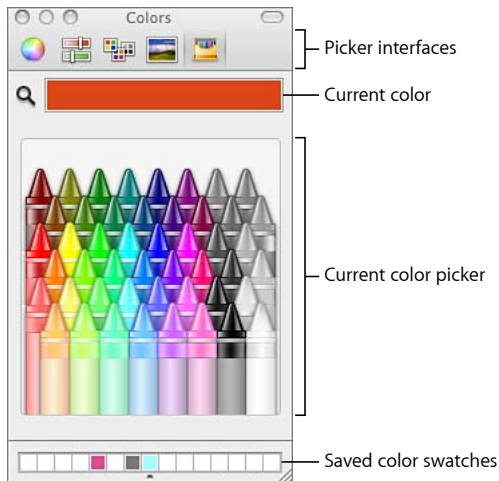 Colors
Picker interfaces
Current color
Current color picker
Saved color swatches